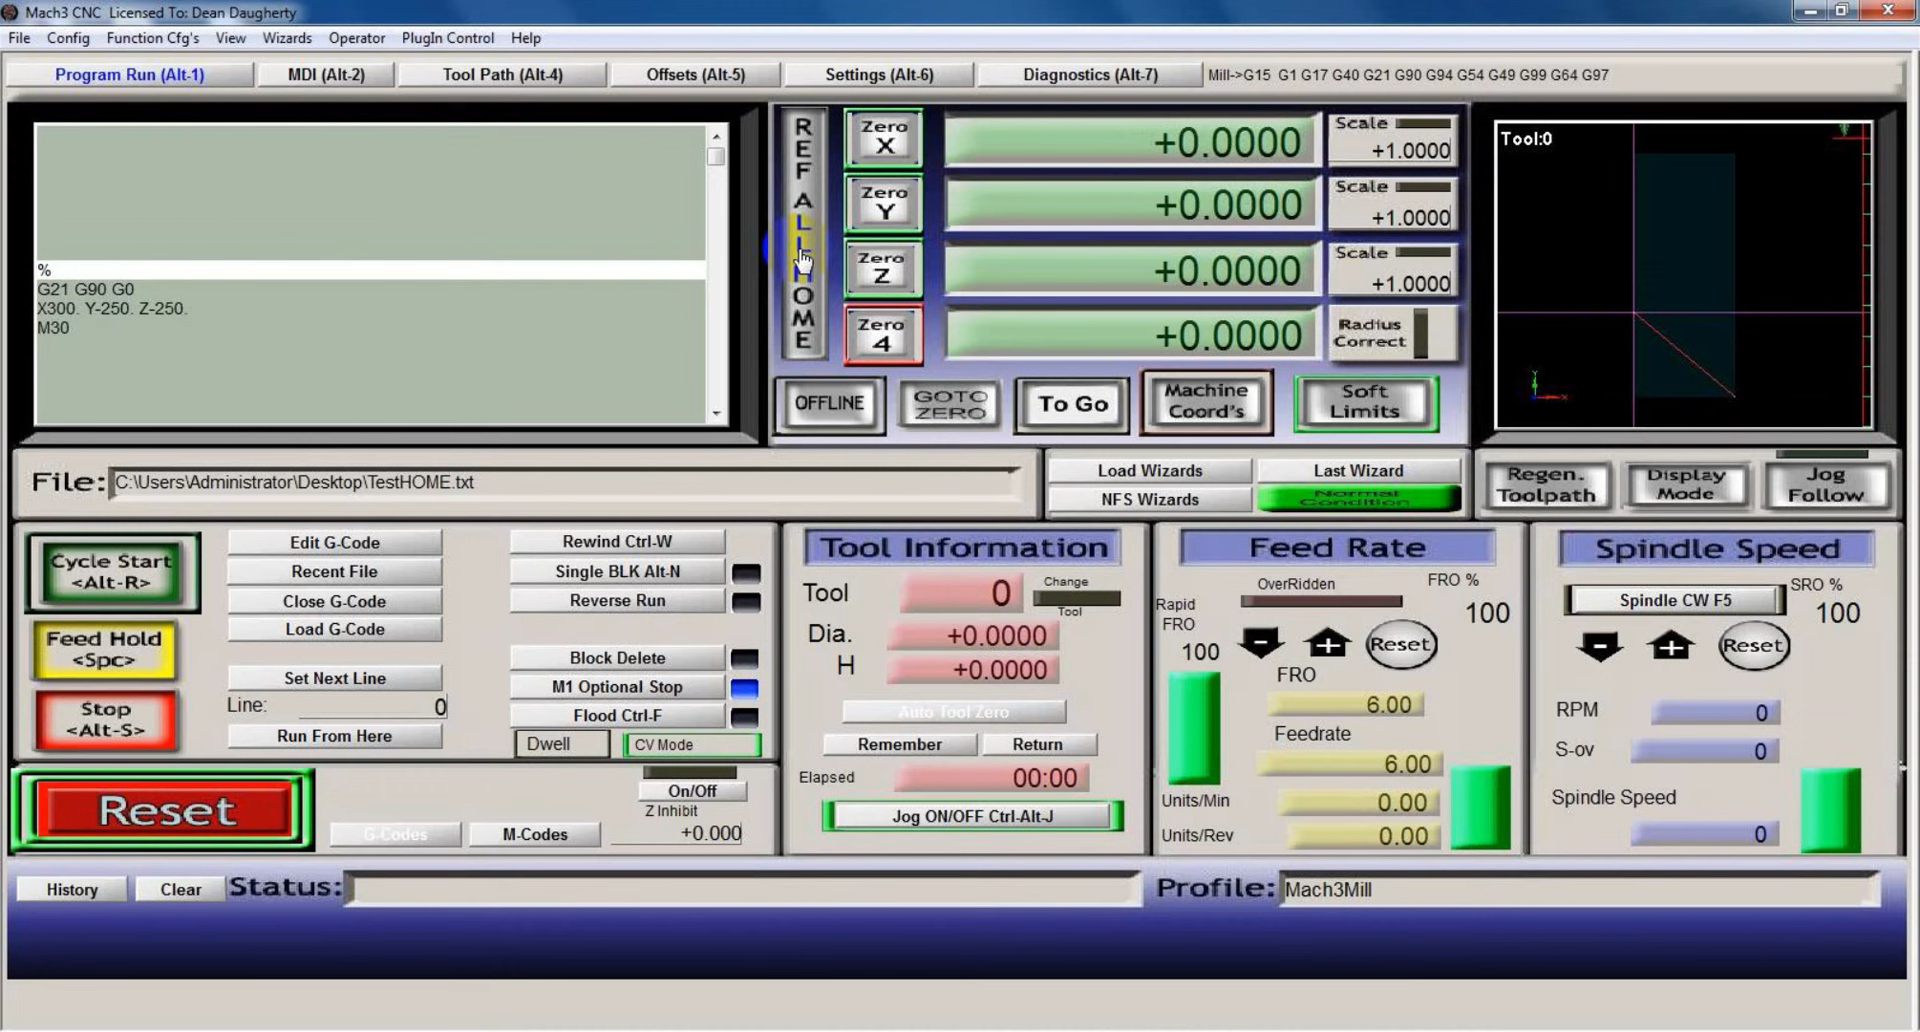 Mach3 CNC Licensed To: Dean Daugherty
File Config Function Cfg's View Wizards Operator PlugIn Control Help
Program Run (Alt-1) MDI (Alt-2) Tool Path (Alt-4) Offsets (Alt-5) Settings (Alt-6) Diagnostics (Alt-7) Mill->G15 G1 G17 G40 G21 G90 G94 G54 G49 G99 G64 G97
%
G21 G90 G0
X300. Y-250. Z-250.
M30
REF ALL HOME
Zero X +0.0000 Scale +1.0000
Zero Y +0.0000 Scale +1.0000
Zero Z +0.0000 Scale +1.0000
Zero 4 +0.0000 Radius Correct
OFFLINE GOTO ZERO To Go Machine Coord's Soft Limits
Tool:0
File: C:\Users\Administrator\Desktop\TestHOME.txt
Load Wizards Last Wizard
NFS Wizards Normal Condition
Regen. Toolpath Display Mode Jog Follow
Cycle Start <Alt-R>
Feed Hold <Spc>
Stop <Alt-S>
Reset
Edit G-Code
Recent File
Close G-Code
Load G-Code
Set Next Line
Line: 0
Run From Here
Rewind Ctrl-W
Single BLK Alt-N
Reverse Run
Block Delete
M1 Optional Stop
Flood Ctrl-F
Dwell CV Mode
On/Off
Z Inhibit
+0.000
G-Codes M-Codes
Tool Information
Tool 0 Change Tool
Dia. +0.0000
H +0.0000
Auto Tool Zero
Remember Return
Elapsed 00:00
Jog ON/OFF Ctrl-Alt-J
Feed Rate
OverRidden FRO %
Rapid FRO 100
100
Reset
FRO
6.00
Feedrate
6.00
Units/Min 0.00
Units/Rev 0.00
Spindle Speed
Spindle CW F5 SRO %
100
Reset
RPM 0
S-ov 0
Spindle Speed
0
History Clear Status: Profile: Mach3Mill